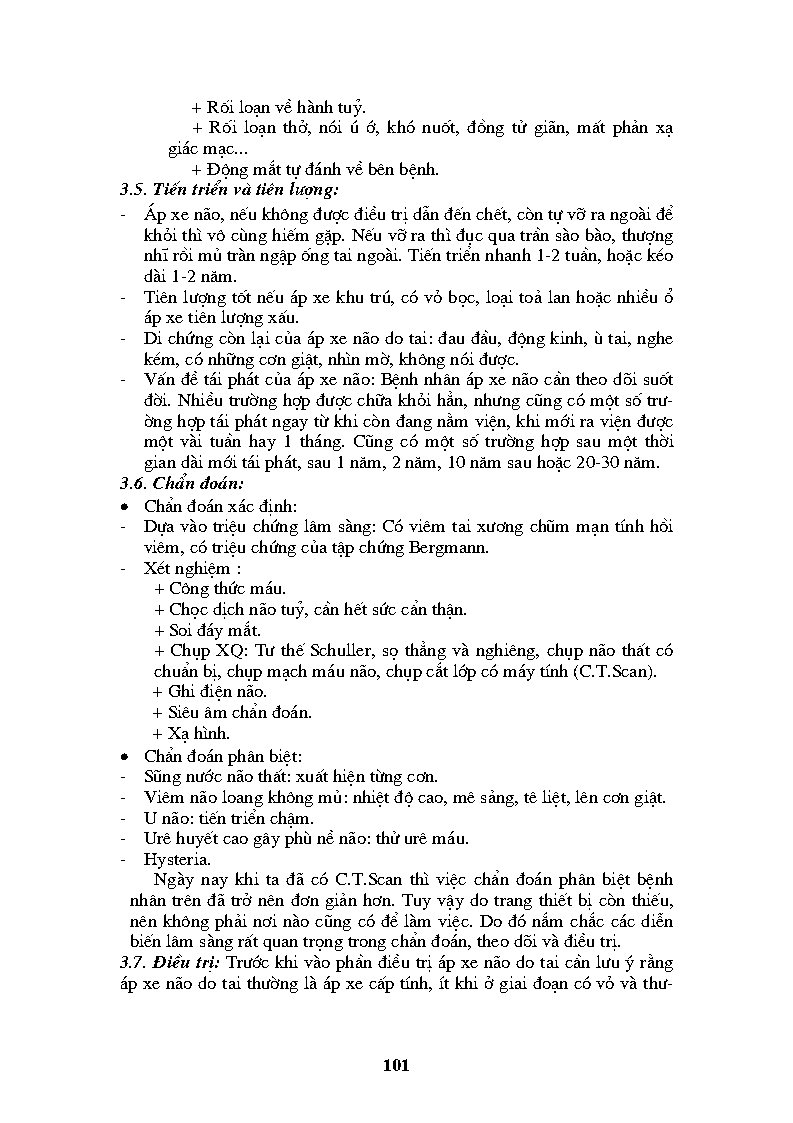 + Rối loạn về hành tuỷ.
+ Rối loạn thở, nói ú ớ, khó nuốt, đồng tử giãn, mất phản xạ
giác mạc...
+ Động mắt tự đánh về bên bệnh.
3.5. Tiến triển và tiên lượng:
- Áp xe não, nếu không được điều trị dẫn đến chết, còn tự vỡ ra ngoài để
khỏi thì vô cùng hiếm gặp. Nếu vỡ ra thì đục qua trần sào bào, thượng
nhĩ rồi mủ tràn ngập ống tai ngoài. Tiến triển nhanh 1-2 tuần, hoặc kéo
dài 1-2 năm.
- Tiên lượng tốt nếu áp xe khu trú, có vỏ bọc, loại toả lan hoặc nhiều ổ
áp xe tiên lượng xấu.
- Di chứng còn lại của áp xe não do tai: đau đầu, động kinh, ù tai, nghe
kém, có những cơn giật, nhìn mờ, không nói được.
- Vấn đề tái phát của áp xe não: Bệnh nhân áp xe não cần theo dõi suốt
đời. Nhiều trường hợp được chữa khỏi hẳn, nhưng cũng có một số trư-
ờng hợp tái phát ngay từ khi còn đang nằm viện, khi mới ra viện được
một vài tuần hay 1 tháng. Cũng có một số trường hợp sau một thời
gian dài mới tái phát, sau 1 năm, 2 năm, 10 năm sau hoặc 20-30 năm.
3.6. Chẩn đoán:
• Chẩn đoán xác định:
- Dựa vào triệu chứng lâm sàng: Có viêm tai xương chũm mạn tính hồi
viêm, có triệu chứng của tập chứng Bergmann.
- Xét nghiệm :
+ Công thức máu.
+ Chọc dịch não tuỷ, cần hết sức cẩn thận.
+ Soi đáy mắt.
+ Chụp XQ: Tư thế Schuller, sọ thẳng và nghiêng, chụp não thất có
chuẩn bị, chụp mạch máu não, chụp cắt lớp có máy tính (C.T.Scan).
+ Ghi điện não.
+ Siêu âm chẩn đoán.
+ Xạ hình.
• Chẩn đoán phân biệt:
- Sũng nước não thất: xuất hiện từng cơn.
- Viêm não loang không mủ: nhiệt độ cao, mê sảng, tê liệt, lên cơn giật.
- U não: tiến triển chậm.
- Urê huyết cao gây phù nề não: thử urê máu.
- Hysteria.
Ngày nay khi ta đã có C.T.Scan thì việc chẩn đoán phân biệt bệnh
nhân trên đã trở nên đơn giản hơn. Tuy vậy do trang thiết bị còn thiếu,
nên không phải nơi nào cũng có để làm việc. Do đó nắm chắc các diễn
biến lâm sàng rất quan trọng trong chẩn đoán, theo dõi và điều trị.
3.7. Điều trị: Trước khi vào phần điều trị áp xe não do tai cần lưu ý rằng
áp xe não do tai thường là áp xe cấp tính, ít khi ở giai đoạn có vỏ và thư-
101